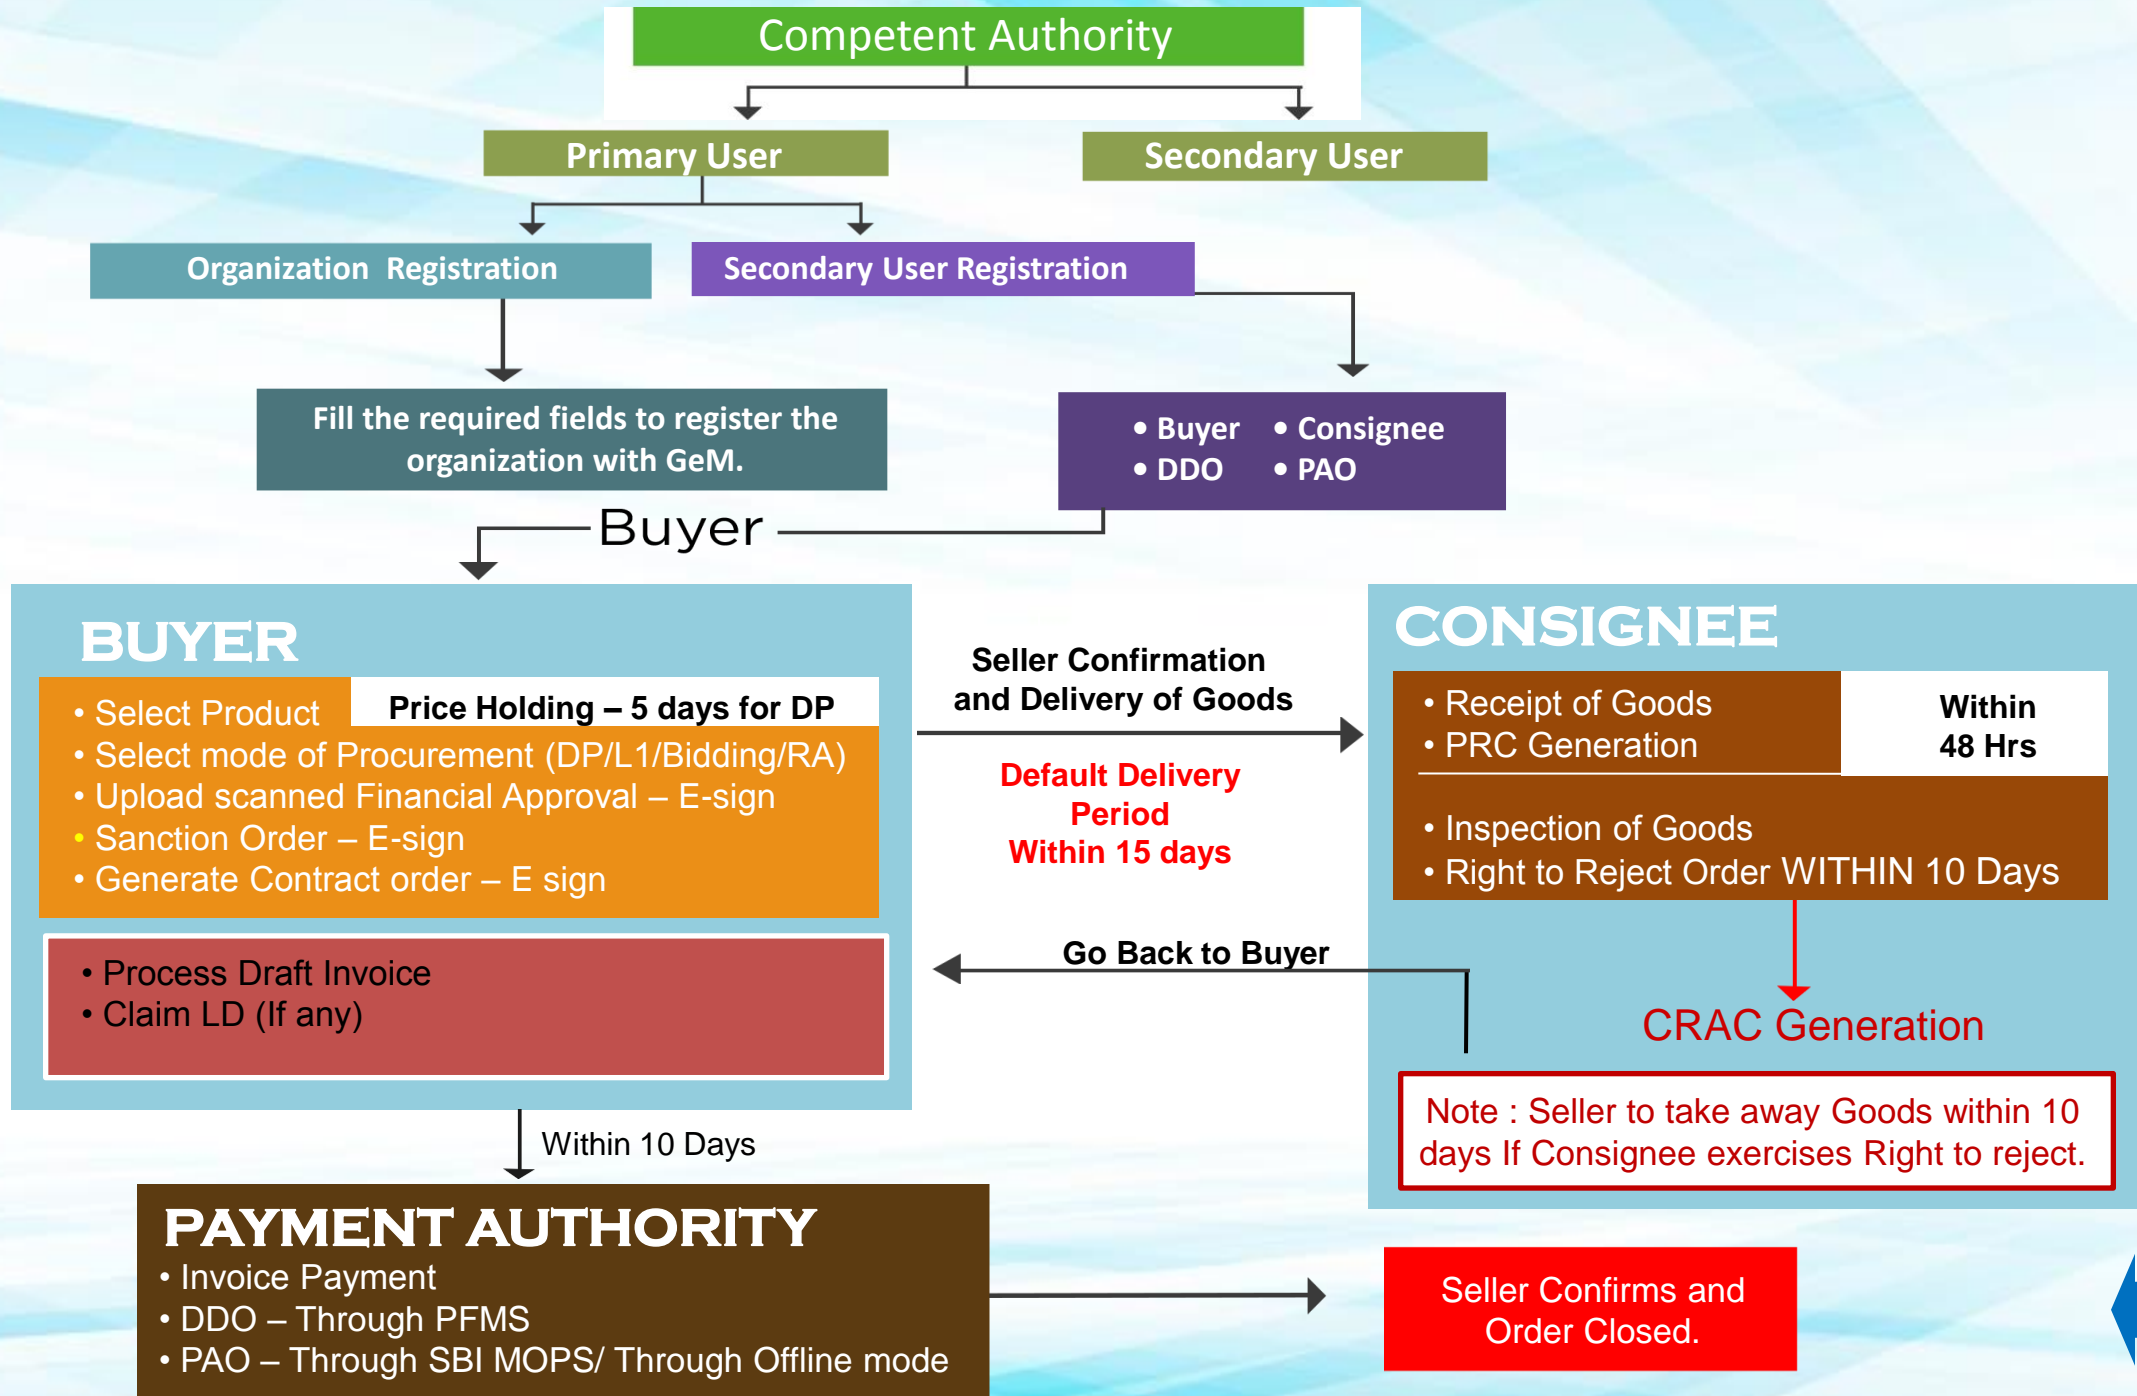 Competent Authority
Primary User
Secondary User
Organization  Registration
Secondary User Registration
Fill the required fields to register the
organization with GeM.
• Buyer • Consignee
• DDO • PAO
Buyer
BUYER
• Select Product
Price Holding – 5 days for DP
• Select mode of Procurement (DP/L1/Bidding/RA)
• Upload scanned Financial Approval – E-sign
• Sanction Order – E-sign
• Generate Contract order – E sign
• Process Draft Invoice
• Claim LD (If any)
Seller Confirmation
and Delivery of Goods
Default Delivery
Period
Within 15 days
Go Back to Buyer
CONSIGNEE
• Receipt of Goods
• PRC Generation
Within
48 Hrs
• Inspection of Goods
• Right to Reject Order WITHIN 10 Days
CRAC Generation
Note : Seller to take away Goods within 10
days If Consignee exercises Right to reject.
Within 10 Days
PAYMENT AUTHORITY
• Invoice Payment
• DDO – Through PFMS
• PAO – Through SBI MOPS/ Through Offline mode
Seller Confirms and
Order Closed.